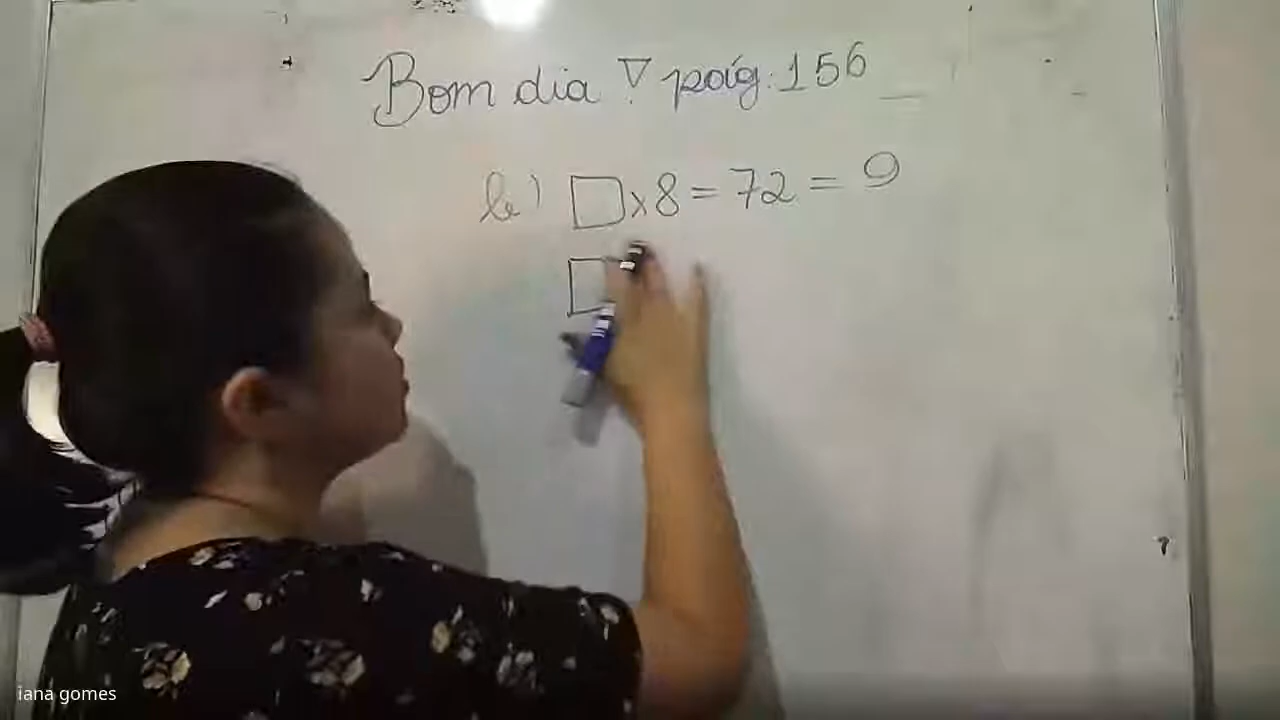 Bom dia ! pág: 156
b) □ x 8 = 72 = 9
□
iana gomes